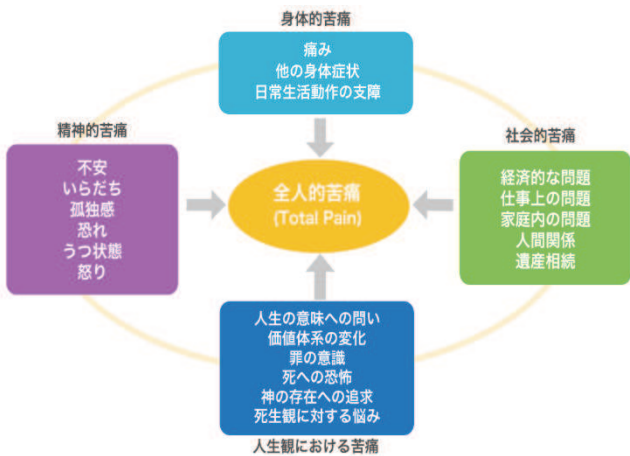 身体的苦痛
痛み
他の身体症状
日常生活動作の支障
精神的苦痛
不安
いらだち
孤独感
恐れ
うつ状態
怒り
全人的苦痛
(Total Pain)
社会的苦痛
経済的な問題
仕事上の問題
家庭内の問題
人間関係
遺産相続
人生の意味への問い
価値体系の変化
罪の意識
死への恐怖
神の存在への追求
死生観に対する悩み
人生観における苦痛